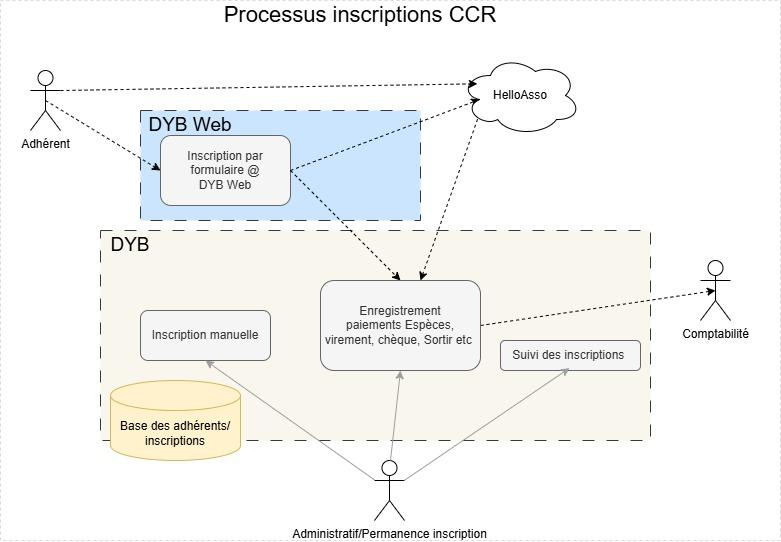 Processus inscriptions CCR
HelloAsso
Adhérent
DYB Web
Inscription par
formulaire @
DYB Web
DYB
Enregistrement
paiements Espèces,
virement, chèque, Sortir etc
Inscription manuelle
Suivi des inscriptions
Comptabilité
Base des adhérents/
inscriptions
Administratif/Permanence inscription